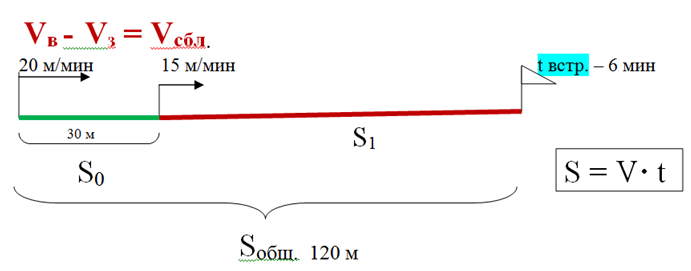 Vв - Vз = Vсбл.
20 м/мин 15 м/мин t встр. – 6 мин
30 м
S1
S0
S = V· t
Sобщ. 120 м